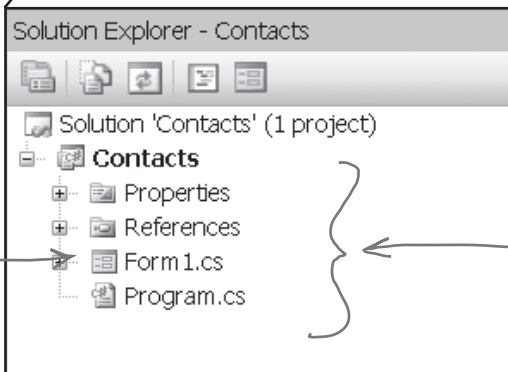 Solution Explorer - Contacts
Solution 'Contacts' (1 project)
Contacts
Properties
References
Form1.cs
Program.cs